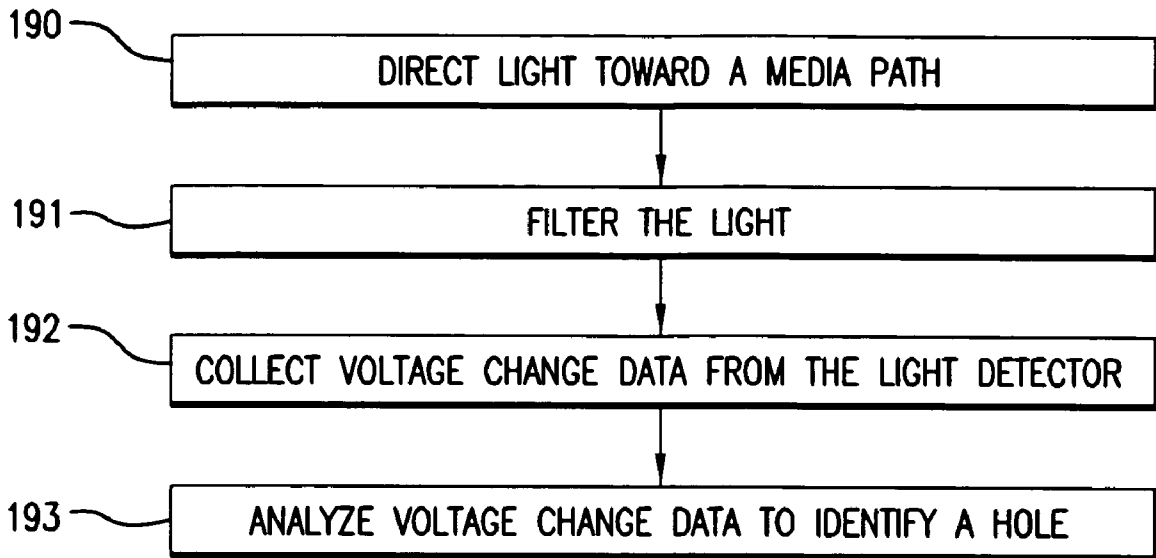 190
DIRECT LIGHT TOWARD A MEDIA PATH
191
FILTER THE LIGHT
192
COLLECT VOLTAGE CHANGE DATA FROM THE LIGHT DETECTOR
193
ANALYZE VOLTAGE CHANGE DATA TO IDENTIFY A HOLE